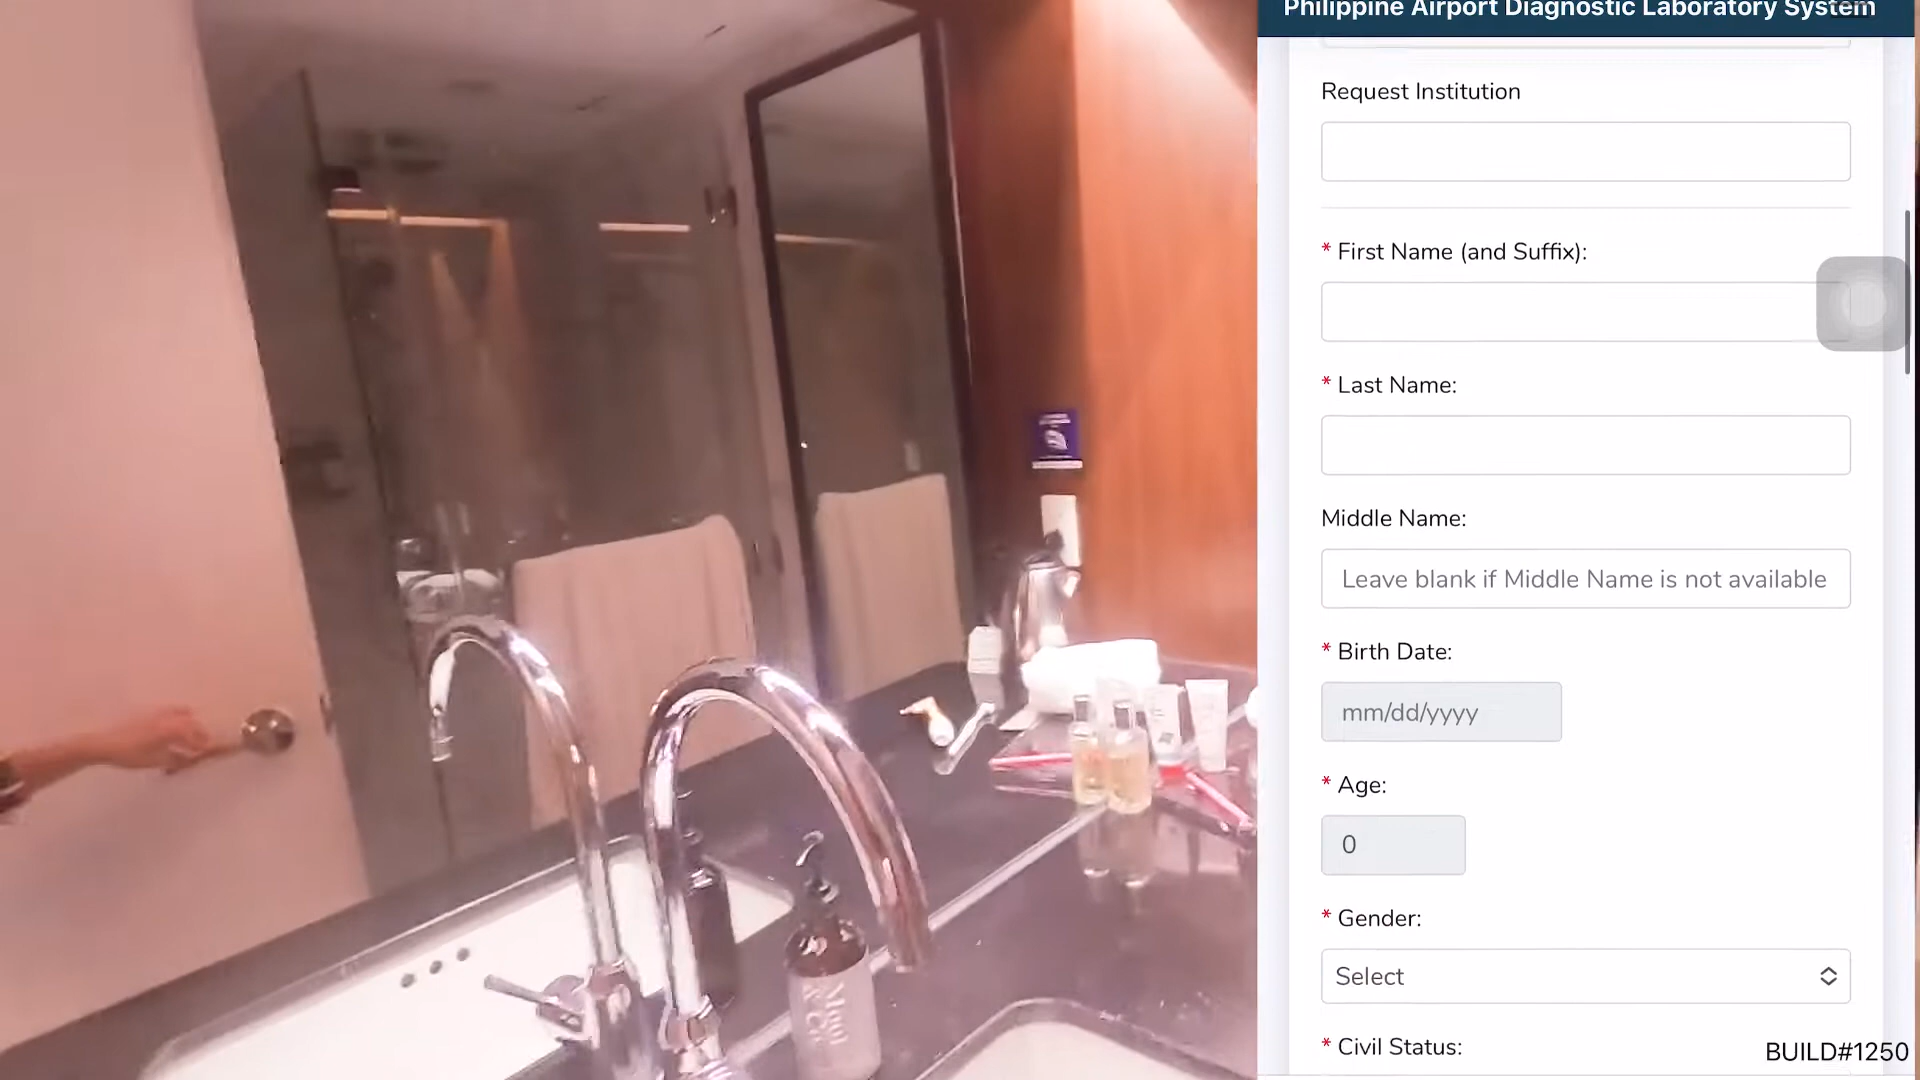 Philippine Airport Diagnostic Laboratory System
Request Institution
* First Name (and Suffix):
* Last Name:
Middle Name:
Leave blank if Middle Name is not available
* Birth Date:
mm/dd/yyyy
* Age:
0
* Gender:
Select
* Civil Status:
BUILD#1250